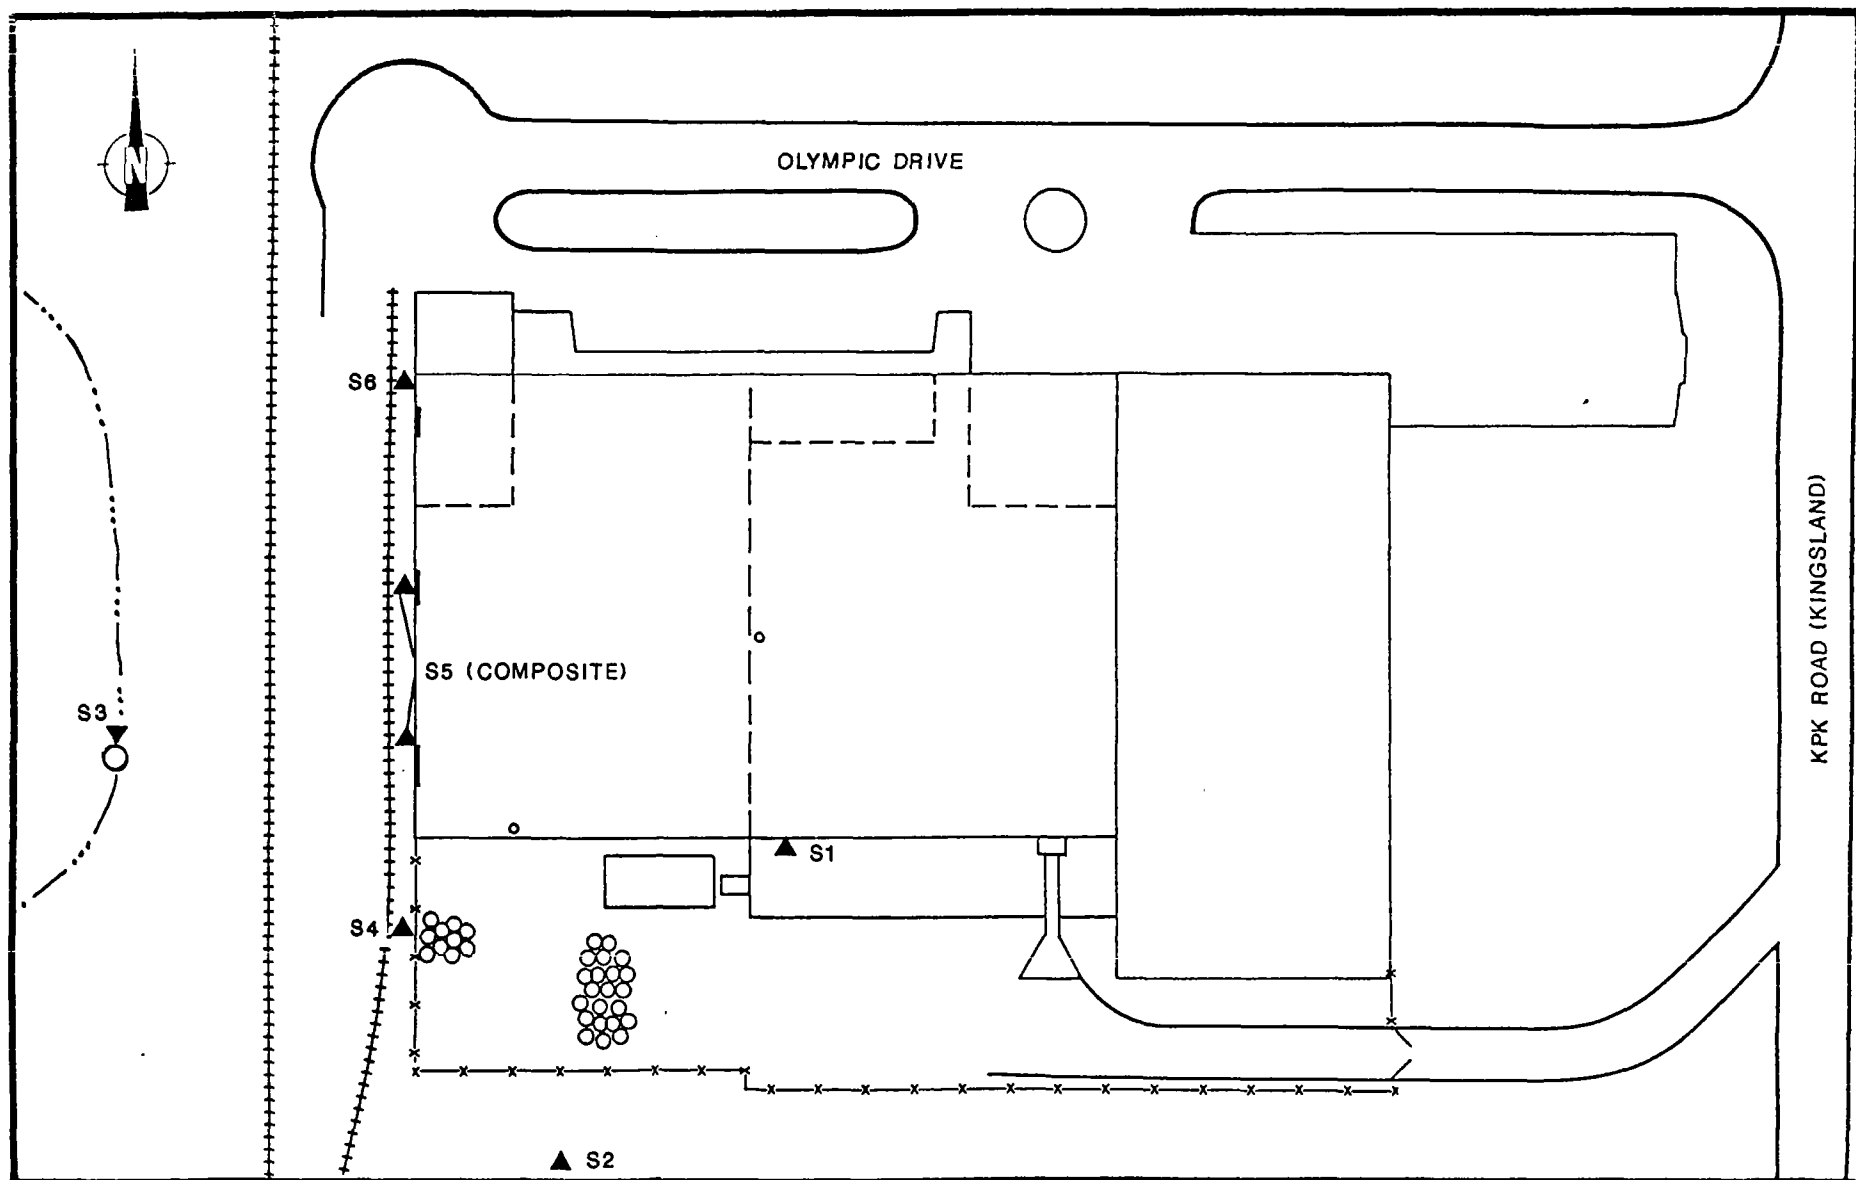 N
OLYMPIC DRIVE
S6
KPK ROAD (KINGSLAND)
S5 (COMPOSITE)
S3
S1
S4
S2